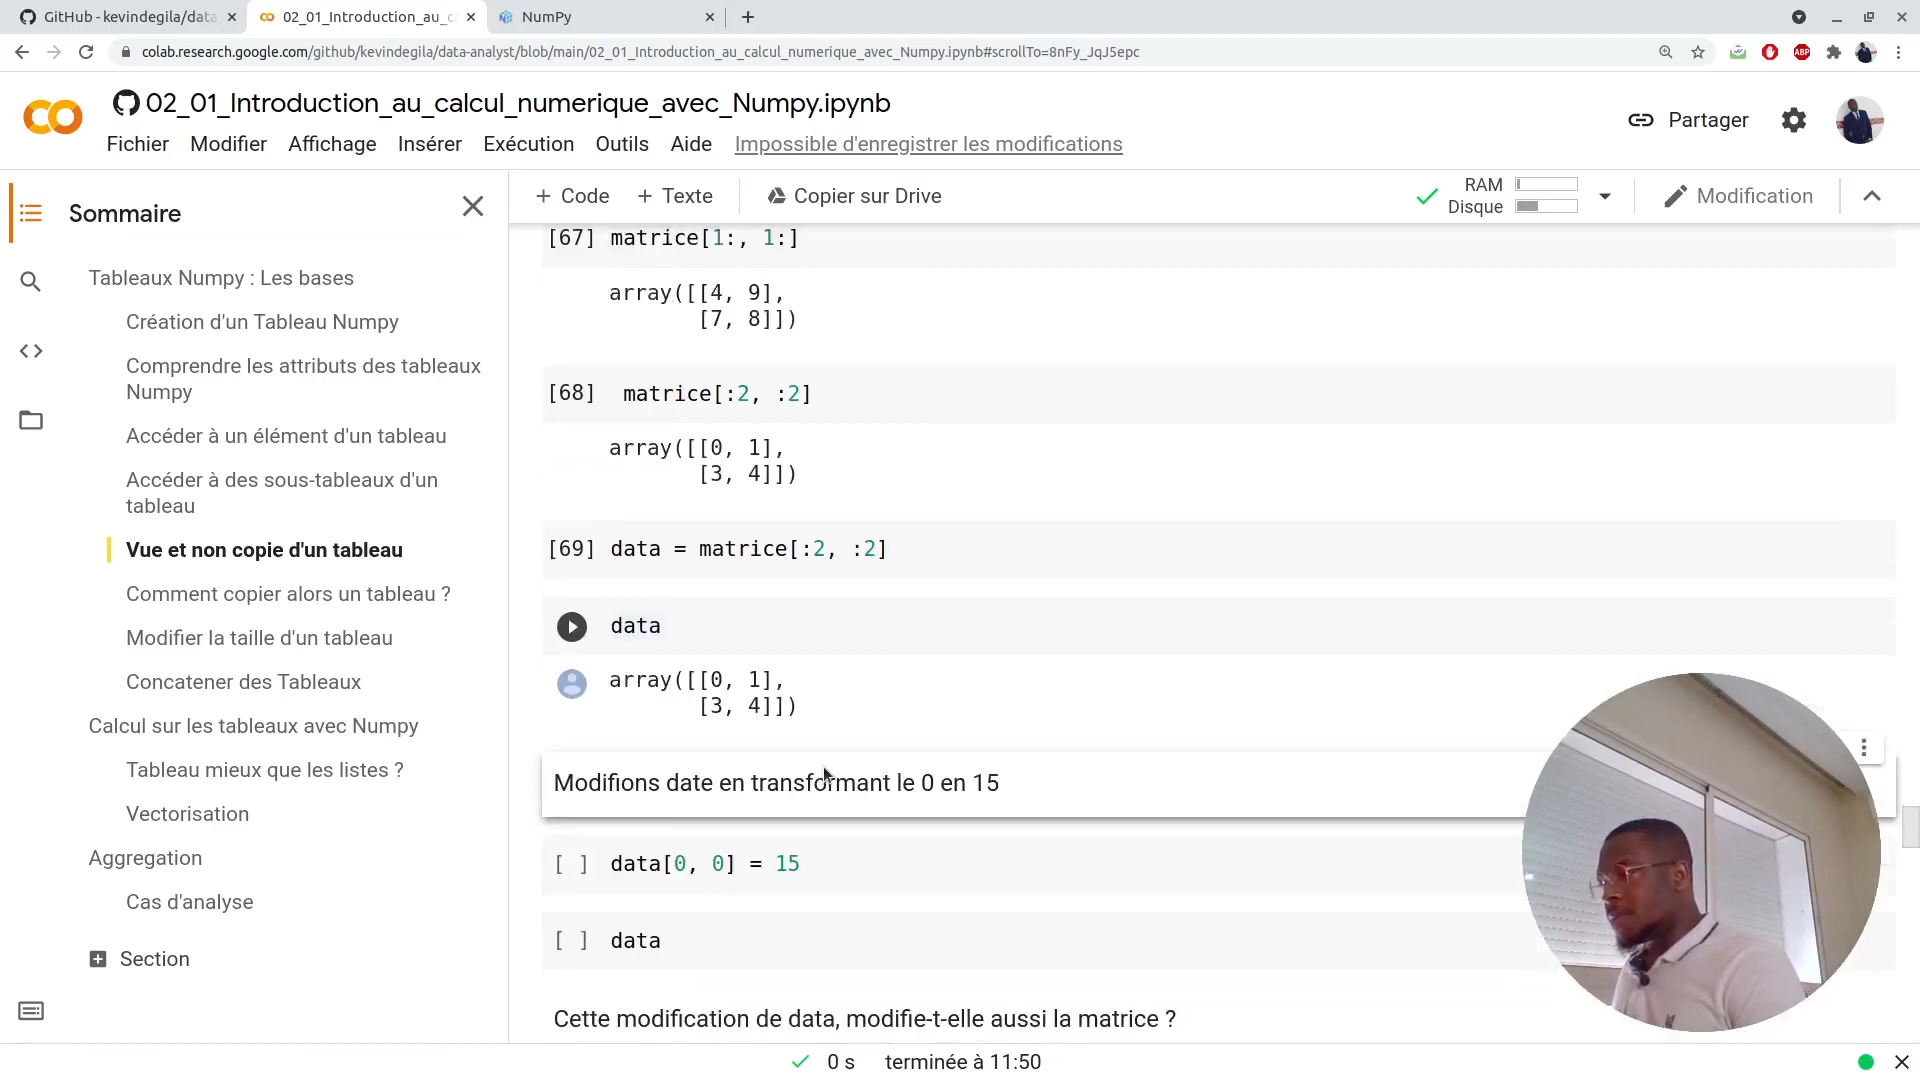 GitHub - kevindegila/data
02_01_Introduction_au_c
NumPy
colab.research.google.com/github/kevindegila/data-analyst/blob/main/02_01_Introduction_au_calcul_numerique_avec_Numpy.ipynb#scrollTo=8nFy_JqJ5epc
ABP
CO
02_01_Introduction_au_calcul_numerique_avec_Numpy.ipynb
Fichier Modifier Affichage Insérer Exécution Outils Aide Impossible d'enregistrer les modifications
Partager
Sommaire
+ Code + Texte Copier sur Drive
RAM
Disque
Modification
Tableaux Numpy : Les bases
Création d'un Tableau Numpy
Comprendre les attributs des tableaux
Numpy
Accéder à un élément d'un tableau
Accéder à des sous-tableaux d'un
tableau
Vue et non copie d'un tableau
Comment copier alors un tableau ?
Modifier la taille d'un tableau
Concatener des Tableaux
Calcul sur les tableaux avec Numpy
Tableau mieux que les listes ?
Vectorisation
Aggregation
Cas d'analyse
Section
[67] matrice[1:, 1:]
array([[4, 9],
[7, 8]])
[68] matrice[:2, :2]
array([[0, 1],
[3, 4]])
[69] data = matrice[:2, :2]
data
array([[0, 1],
[3, 4]])
Modifions date en transformant le 0 en 15
[ ] data[0, 0] = 15
[ ] data
Cette modification de data, modifie-t-elle aussi la matrice ?
0 s terminée à 11:50